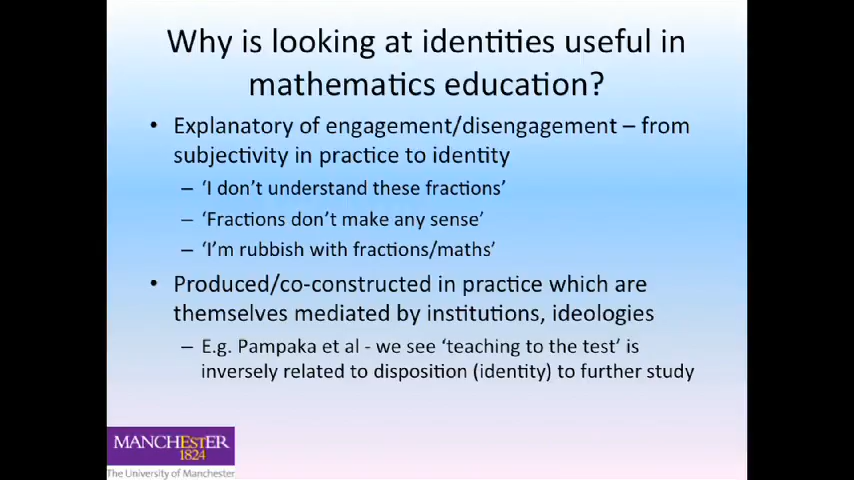 Why is looking at identities useful in
mathematics education?
• Explanatory of engagement/disengagement – from
subjectivity in practice to identity
– ‘I don’t understand these fractions’
– ‘Fractions don’t make any sense’
– ‘I’m rubbish with fractions/maths’
• Produced/co-constructed in practice which are
themselves mediated by institutions, ideologies
– E.g. Pampaka et al - we see ‘teaching to the test’ is
inversely related to disposition (identity) to further study
MANCHESTER
1824
The University of Manchester